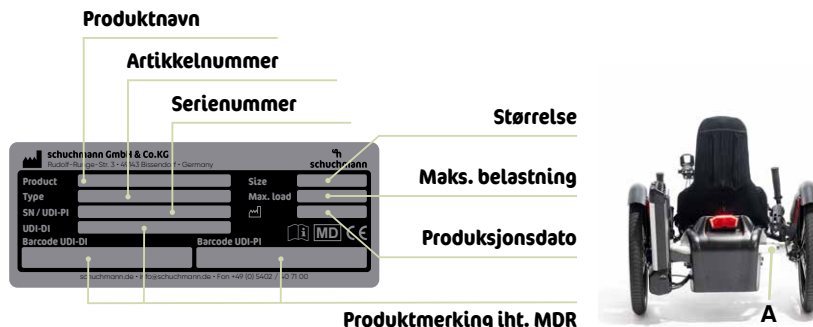 Produktnavn
Artikkelnummer
Serienummer
Størrelse
Maks. belastning
Produksjonsdato
Produktmerking iht. MDR
schuchmann GmbH & Co.KG
Rudolf-Runge-Str. 3 • 49143 Bissendorf • Germany
schuchmann
Product
Size
Type
Max. load
SN / UDI-PI
UDI-DI
MD CE
Barcode UDI-DI
Barcode UDI-PI
schuchmann.de • info@schuchmann.de • Fon +49 (0) 5402 / 40 71 00
A